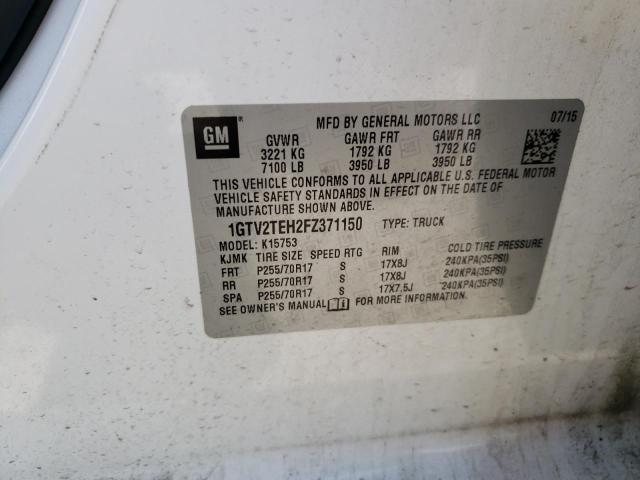 GM®
MFD BY GENERAL MOTORS LLC 07/15
GVWR GAWR FRT GAWR RR
3221 KG 1792 KG 1792 KG
7100 LB 3950 LB 3950 LB
THIS VEHICLE CONFORMS TO ALL APPLICABLE U.S. FEDERAL MOTOR
VEHICLE SAFETY STANDARDS IN EFFECT ON THE DATE OF
MANUFACTURE SHOWN ABOVE.
1GTV2TEH2FZ371150 TYPE: TRUCK
MODEL: K15753
KJMK TIRE SIZE SPEED RTG RIM COLD TIRE PRESSURE
FRT P255/70R17 S 17X8J 240KPA(35PSI)
RR P255/70R17 S 17X8J 240KPA(35PSI)
SPA P255/70R17 S 17X7.5J 240KPA(35PSI)
SEE OWNER'S MANUAL FOR MORE INFORMATION.